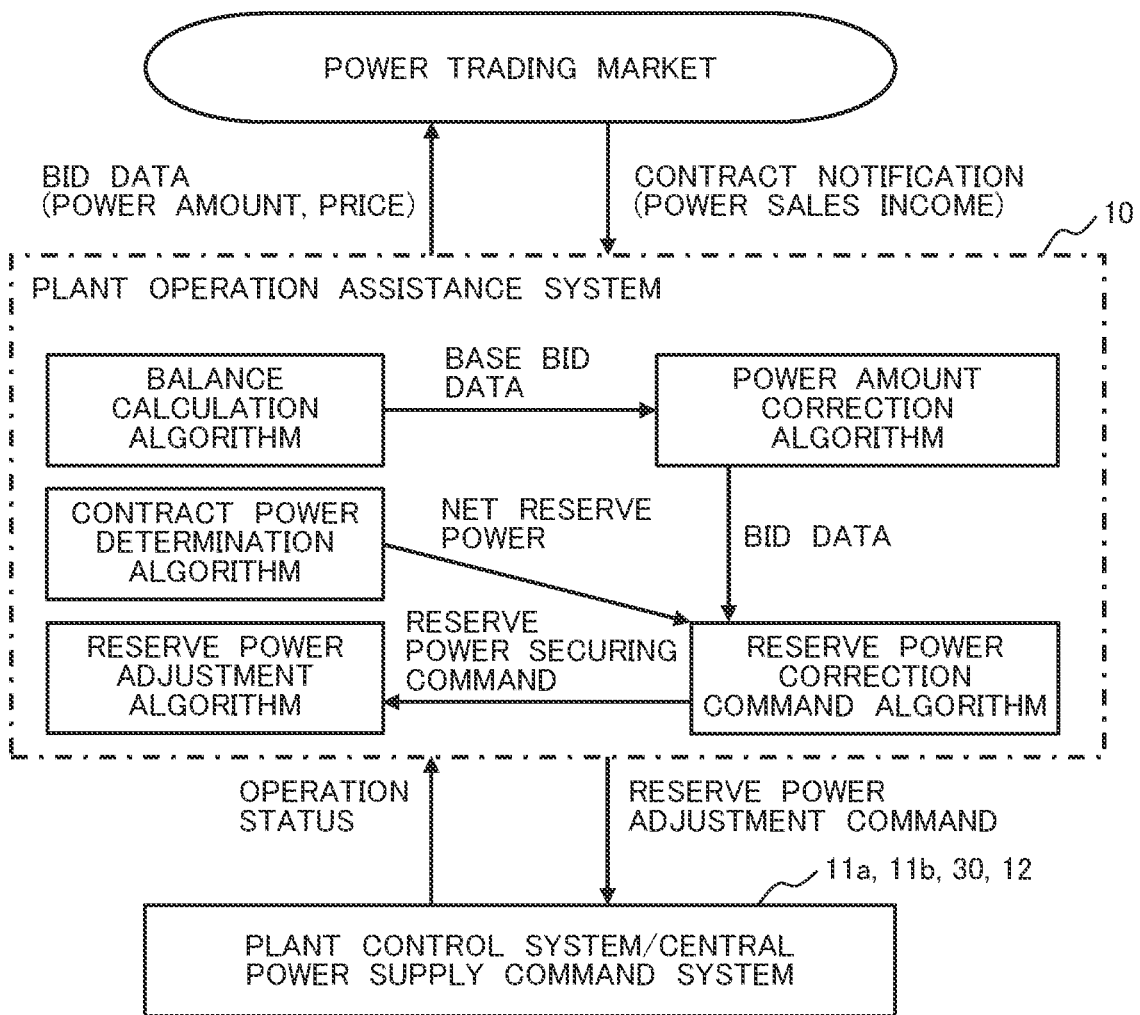 POWER TRADING MARKET
BID DATA
(POWER AMOUNT, PRICE)
CONTRACT NOTIFICATION
(POWER SALES INCOME)
10
PLANT OPERATION ASSISTANCE SYSTEM
BALANCE
CALCULATION
ALGORITHM
BASE BID
DATA
POWER AMOUNT
CORRECTION
ALGORITHM
CONTRACT POWER
DETERMINATION
ALGORITHM
NET RESERVE
POWER
BID DATA
RESERVE POWER
ADJUSTMENT
ALGORITHM
RESERVE
POWER SECURING
COMMAND
RESERVE POWER
CORRECTION
COMMAND ALGORITHM
OPERATION
STATUS
RESERVE POWER
ADJUSTMENT COMMAND
11a, 11b, 30, 12
PLANT CONTROL SYSTEM/CENTRAL
POWER SUPPLY COMMAND SYSTEM